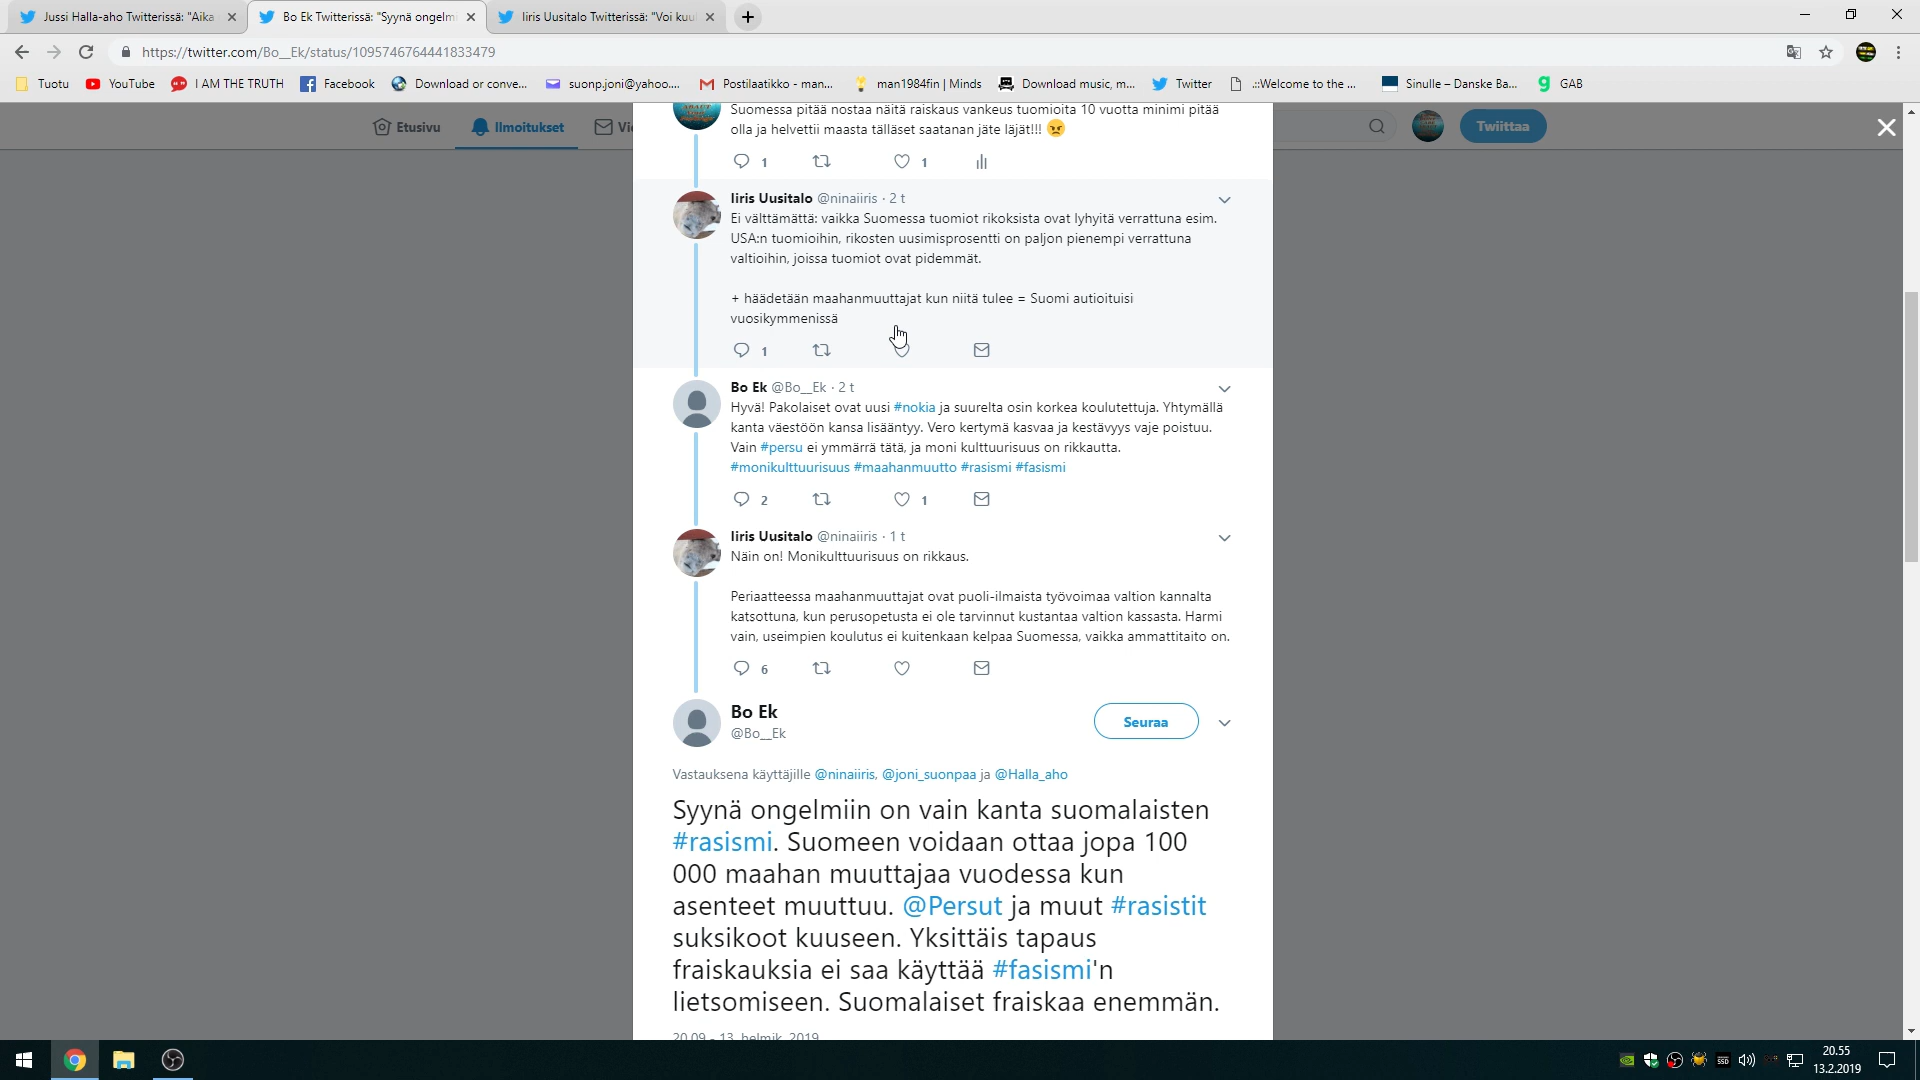 Jussi Halla-aho Twitterissä: "Aika
Bo Ek Twitterissä: "Syynä ongelmi
Iiris Uusitalo Twitterissä: "Voi kuu
https://twitter.com/Bo__Ek/status/1095746764441833479
Tuotu
YouTube
I AM THE TRUTH
Facebook
Download or conve...
suonp.joni@yahoo....
Postilaatikko - man...
man1984fin | Minds
Download music, m...
Twitter
.::Welcome to the ...
Sinulle – Danske Ba...
GAB
Etusivu
Ilmoitukset
Vi
Twiittaa
Suomessa pitää nostaa näitä raiskaus vankeus tuomioita 10 vuotta minimi pitää
olla ja helvettii maasta tälläset saatanan jäte läjät!!! 😠
1
1
Iiris Uusitalo @ninaiiris · 2 t
Ei välttämättä: vaikka Suomessa tuomiot rikoksista ovat lyhyitä verrattuna esim.
USA:n tuomioihin, rikosten uusimisprosentti on paljon pienempi verrattuna
valtioihin, joissa tuomiot ovat pidemmät.
+ häädetään maahanmuuttajat kun niitä tulee = Suomi autioituisi
vuosikymmenissä
1
Bo Ek @Bo__Ek · 2 t
Hyvä! Pakolaiset ovat uusi #nokia ja suurelta osin korkea koulutettuja. Yhtymällä
kanta väestöön kansa lisääntyy. Vero kertymä kasvaa ja kestävyys vaje poistuu.
Vain #persu ei ymmärrä tätä, ja moni kulttuurisuus on rikkautta.
#monikulttuurisuus #maahanmuutto #rasismi #fasismi
2
1
Iiris Uusitalo @ninaiiris · 1 t
Näin on! Monikulttuurisuus on rikkaus.
Periaatteessa maahanmuuttajat ovat puoli-ilmaista työvoimaa valtion kannalta
katsottuna, kun perusopetusta ei ole tarvinnut kustantaa valtion kassasta. Harmi
vain, useimpien koulutus ei kuitenkaan kelpaa Suomessa, vaikka ammattitaito on.
6
Bo Ek
@Bo__Ek
Seuraa
Vastauksena käyttäjille @ninaiiris, @joni_suonpaa ja @Halla_aho
Syynä ongelmiin on vain kanta suomalaisten
#rasismi. Suomeen voidaan ottaa jopa 100
000 maahan muuttajaa vuodessa kun
asenteet muuttuu. @Persut ja muut #rasistit
suksikoot kuuseen. Yksittäis tapaus
fraiskauksia ei saa käyttää #fasismi'n
lietsomiseen. Suomalaiset fraiskaa enemmän.
20.09 - 13. helmik. 2019
20.55
13.2.2019